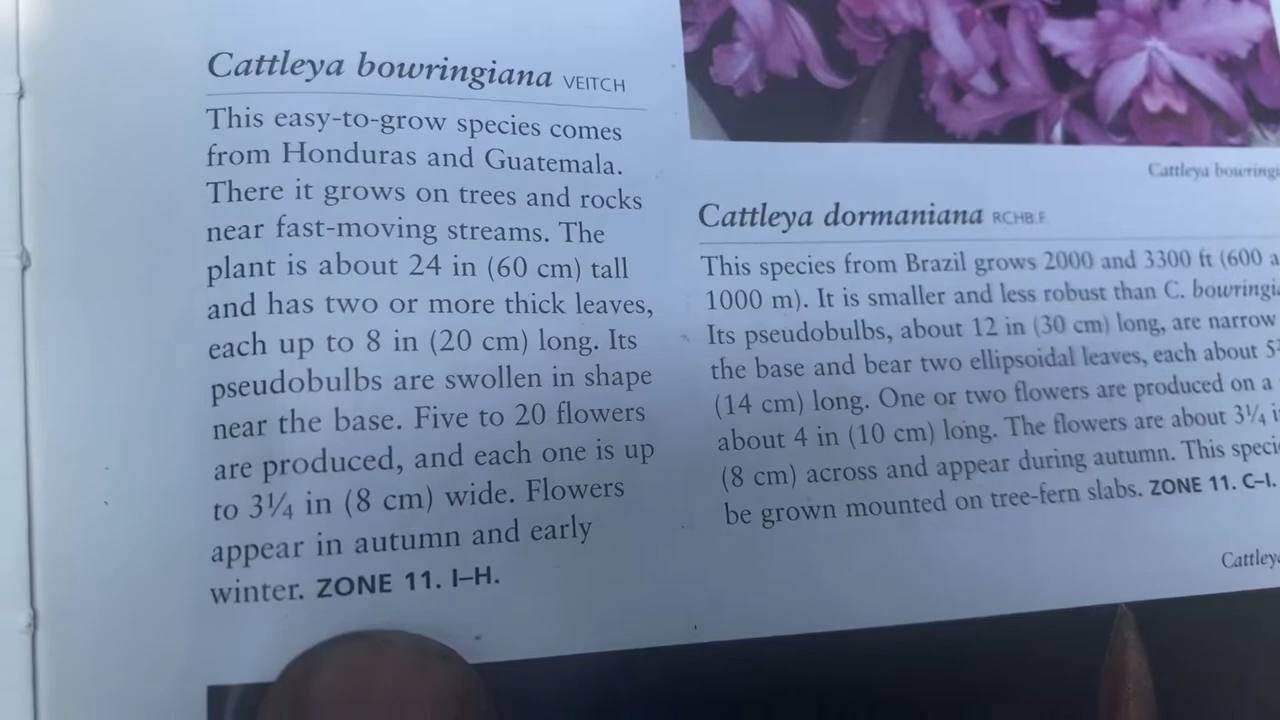 Cattleya bowringiana VEITCH
This easy-to-grow species comes
from Honduras and Guatemala.
There it grows on trees and rocks
near fast-moving streams. The
plant is about 24 in (60 cm) tall
and has two or more thick leaves,
each up to 8 in (20 cm) long. Its
pseudobulbs are swollen in shape
near the base. Five to 20 flowers
are produced, and each one is up
to 3¼ in (8 cm) wide. Flowers
appear in autumn and early
winter. ZONE 11. I–H.
Cattleya
Cattleya dormaniana RCHB.F.
This species from Brazil grows 2000 and 3300 ft (600
1000 m). It is smaller and less robust than C.
Its pseudobulbs, about 12 in (30 cm) long, are narrow
the base and bear two ellipsoidal leaves, each about
(14 cm) long. One or two flowers are produced on a
about 4 in (10 cm) long. The flowers are about 3¼
(8 cm) across and appear during autumn. This
be grown mounted on tree-fern slabs. ZONE 11. C–I.